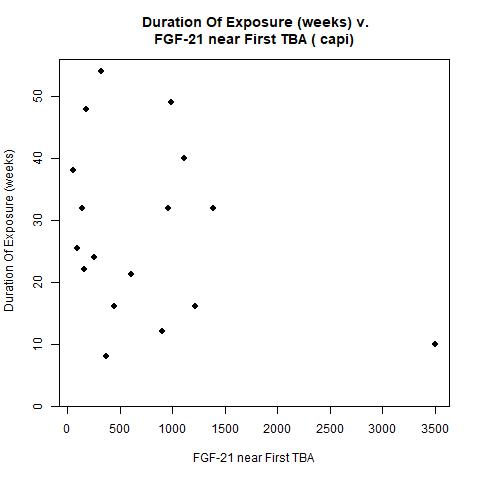 Duration Of Exposure (weeks) v.
FGF-21 near First TBA ( capi)
Duration Of Exposure (weeks)
50
40
30
20
10
0
0 500 1000 1500 2000 2500 3000 3500
FGF-21 near First TBA